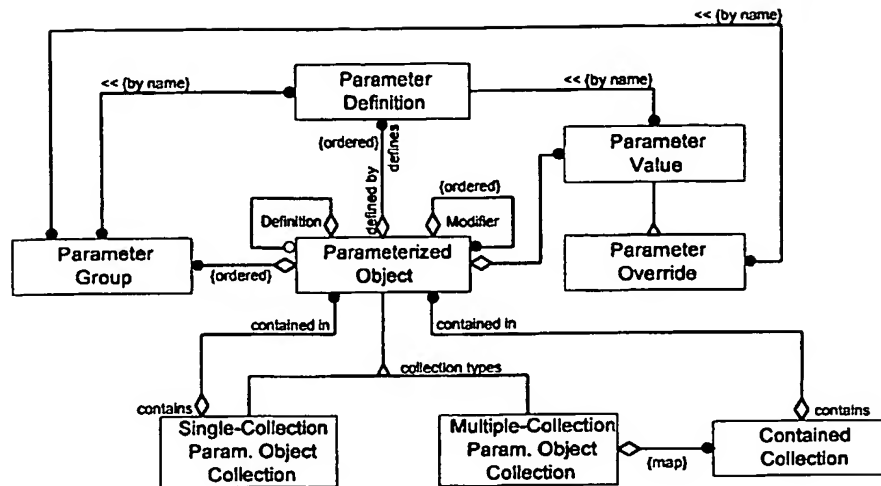 << {by name}
<< {by name}
<< {by name}
Parameter
Definition
Parameter
Value
{ordered}
defines
defined by
{ordered}
Definition
Modifier
Parameter
Group
{ordered}
Parameterized
Object
Parameter
Override
contained in
contained in
collection types
contains
contains
Single-Collection
Param. Object
Collection
Multiple-Collection
Param. Object
Collection
{map}
Contained
Collection